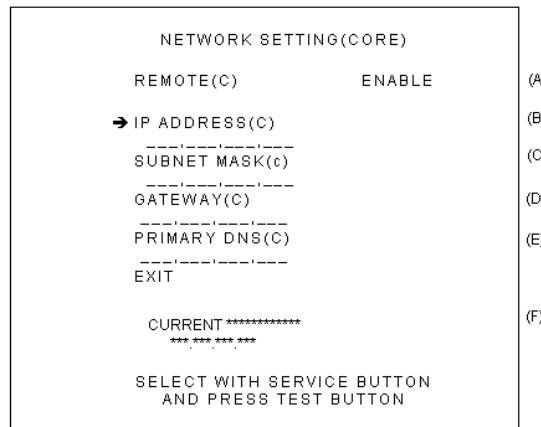 NETWORK SETTING(CORE)
REMOTE(C) ENABLE (A
➔ IP ADDRESS(C) (B
___.___.___.___
SUBNET MASK(c) (C
___.___.___.___
GATEWAY(C) (D
___.___.___.___
PRIMARY DNS(C) (E)
___.___.___.___
EXIT
CURRENT ************ (F)
***.***.***.***
SELECT WITH SERVICE BUTTON
AND PRESS TEST BUTTON